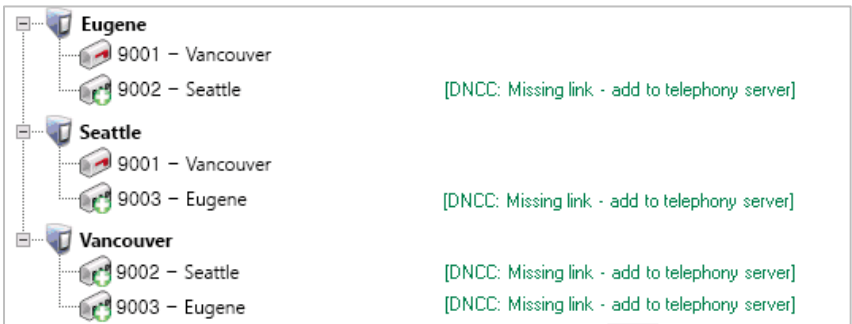 Eugene
9001 – Vancouver
9002 – Seattle [DNCC: Missing link - add to telephony server]
Seattle
9001 – Vancouver
9003 – Eugene [DNCC: Missing link - add to telephony server]
Vancouver
9002 – Seattle [DNCC: Missing link - add to telephony server]
9003 – Eugene [DNCC: Missing link - add to telephony server]